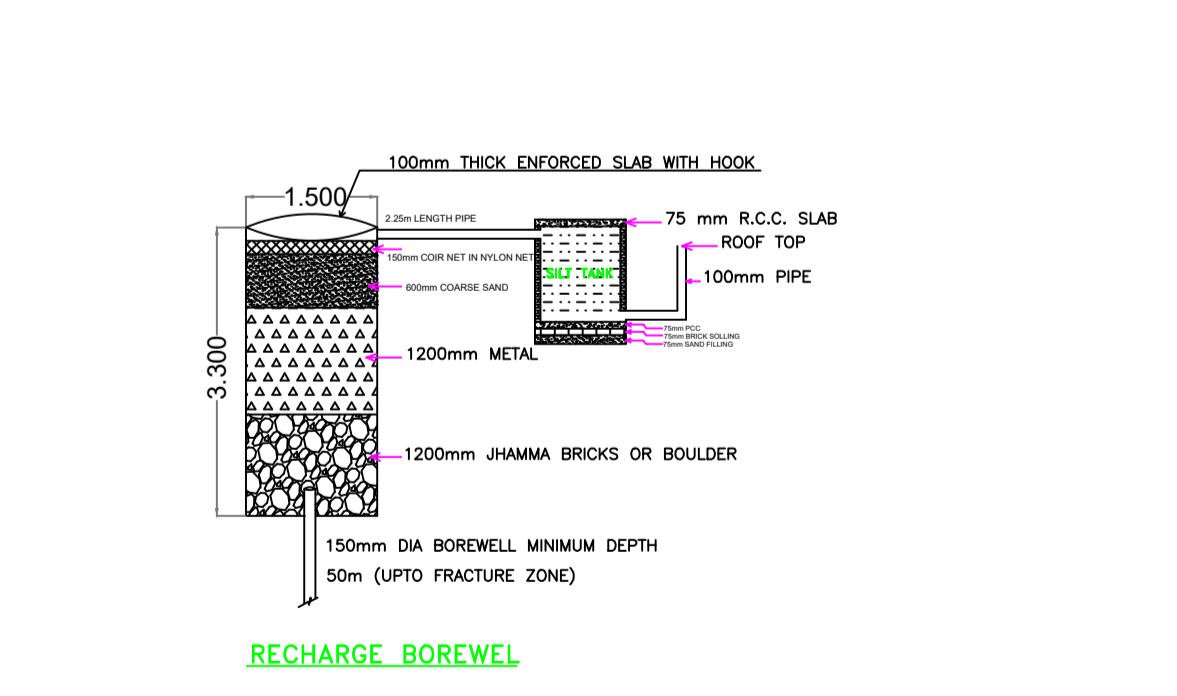 100mm THICK ENFORCED SLAB WITH HOOK
1.500
2.25m LENGTH PIPE
75 mm R.C.C. SLAB
ROOF TOP
150mm COIR NET IN NYLON NET
SILT TANK
100mm PIPE
600mm COARSE SAND
75mm PCC
75mm BRICK SOLLING
75mm SAND FILLING
1200mm METAL
3.300
1200mm JHAMMA BRICKS OR BOULDER
150mm DIA BOREWELL MINIMUM DEPTH
50m (UPTO FRACTURE ZONE)
RECHARGE BOREWEL